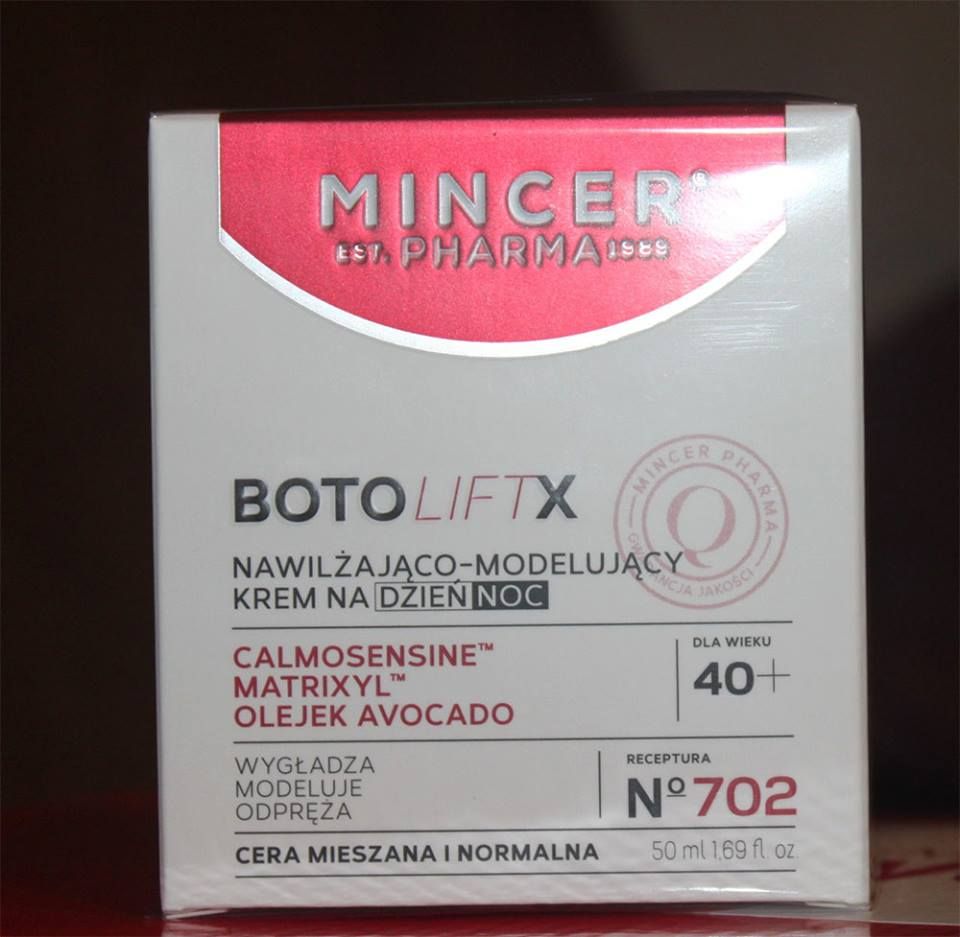 MINCER®
EST. PHARMA 1989
BOTOLIFTX
MINCER PHARMA
GWARANCJA JAKOŚCI
Q
NAWILŻAJĄCO-MODELUJĄCY
KREM NA DZIEŃ NOC
CALMOSENSINE™
MATRIXYL™
OLEJEK AVOCADO
DLA WIEKU
40+
WYGŁADZA
MODELUJE
ODPRĘŻA
RECEPTURA
Nº702
CERA MIESZANA I NORMALNA
50 ml 1,69 fl. oz.